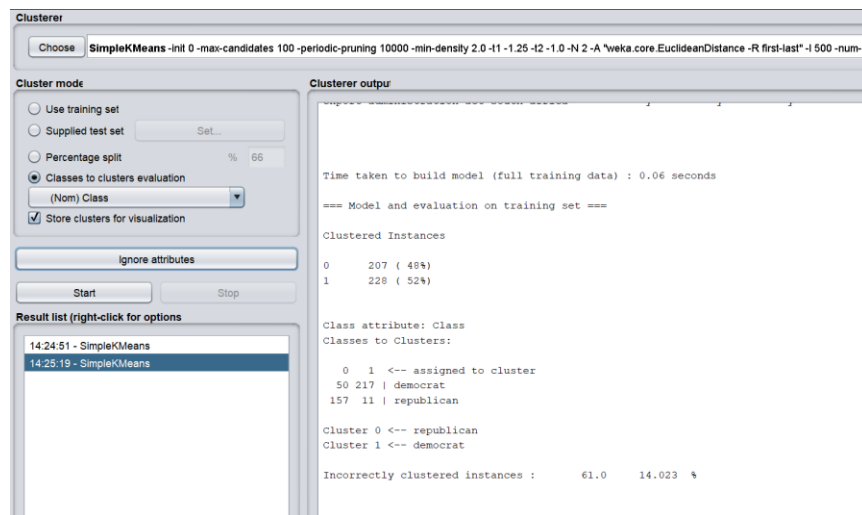 Clusterer
Choose SimpleKMeans -init 0 -max-candidates 100 -periodic-pruning 10000 -min-density 2.0 -t1 -1.25 -t2 -1.0 -N 2 -A "weka.core.EuclideanDistance -R first-last" -I 500 -num-
Cluster mode
Use training set
Supplied test set Set...
Percentage split % 66
Classes to clusters evaluation
(Nom) Class
Store clusters for visualization
Ignore attributes
Start Stop
Result list (right-click for options
14:24:51 - SimpleKMeans
14:25:19 - SimpleKMeans
Clusterer output
Time taken to build model (full training data) : 0.06 seconds
=== Model and evaluation on training set ===
Clustered Instances
0 207 ( 48%)
1 228 ( 52%)
Class attribute: Class
Classes to Clusters:
0 1 <-- assigned to cluster
50 217 | democrat
157 11 | republican
Cluster 0 <-- republican
Cluster 1 <-- democrat
Incorrectly clustered instances : 61.0 14.023 %